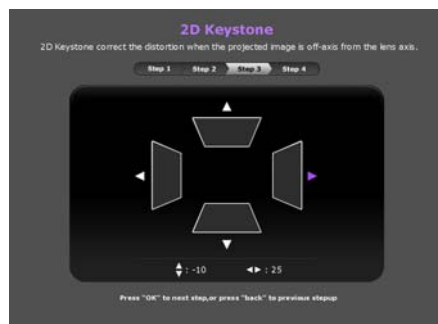 2D Keystone
2D Keystone correct the distortion when the projected image is off-axis from the lens axis.
Step 1 Step 2 Step 3 Step 4
: -10 : 25
Press "OK" to next step,or press "back" to previous stepup